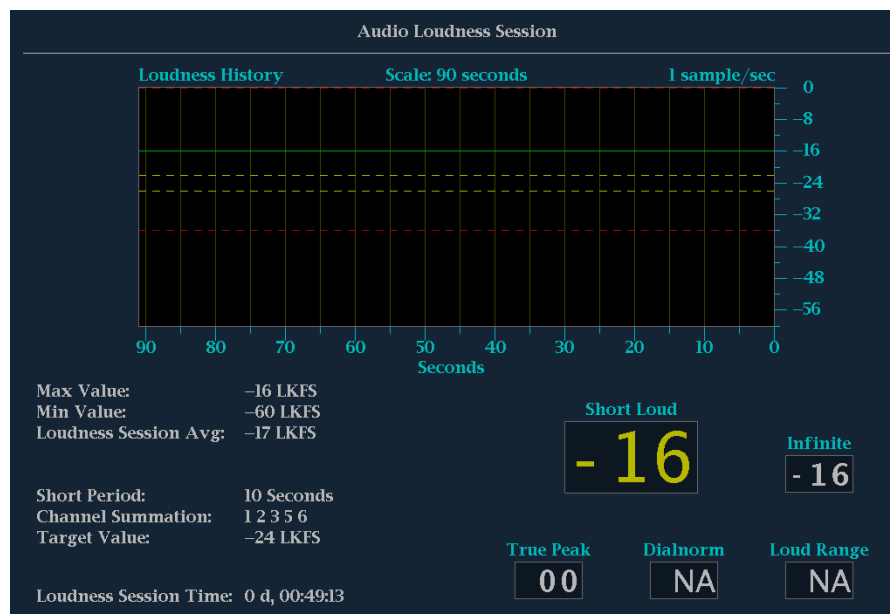 Audio Loudness Session
Loudness History Scale: 90 seconds 1 sample/sec
0
−8
−16
−24
−32
−40
−48
−56
90 80 70 60 50 40 30 20 10 0
Seconds
Max Value: −16 LKFS
Min Value: −60 LKFS
Loudness Session Avg: −17 LKFS
Short Period: 10 Seconds
Channel Summation: 1 2 3 5 6
Target Value: −24 LKFS
Loudness Session Time: 0 d, 00:49:13
Short Loud
-16
Infinite
-16
True Peak Dialnorm Loud Range
00 NA NA